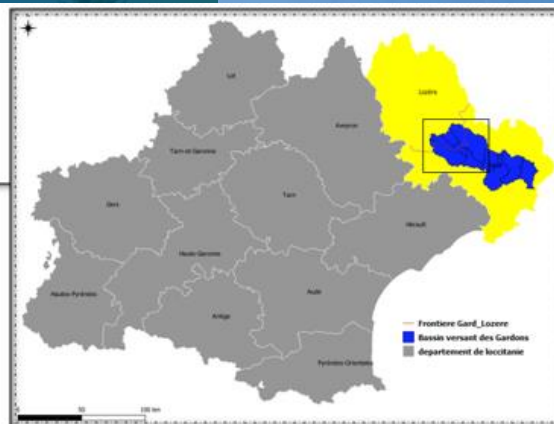 Lot
Lozère
Aveyron
Tarn-et-Garonne
Tarn
Gers
Hérault
Haute-Garonne
Hautes-Pyrénées
Aude
Ariège
Pyrénées-Orientales
Frontiere Gard_Lozere
Bassin versant des Gardons
departement de loccitanie
0 50 100 km